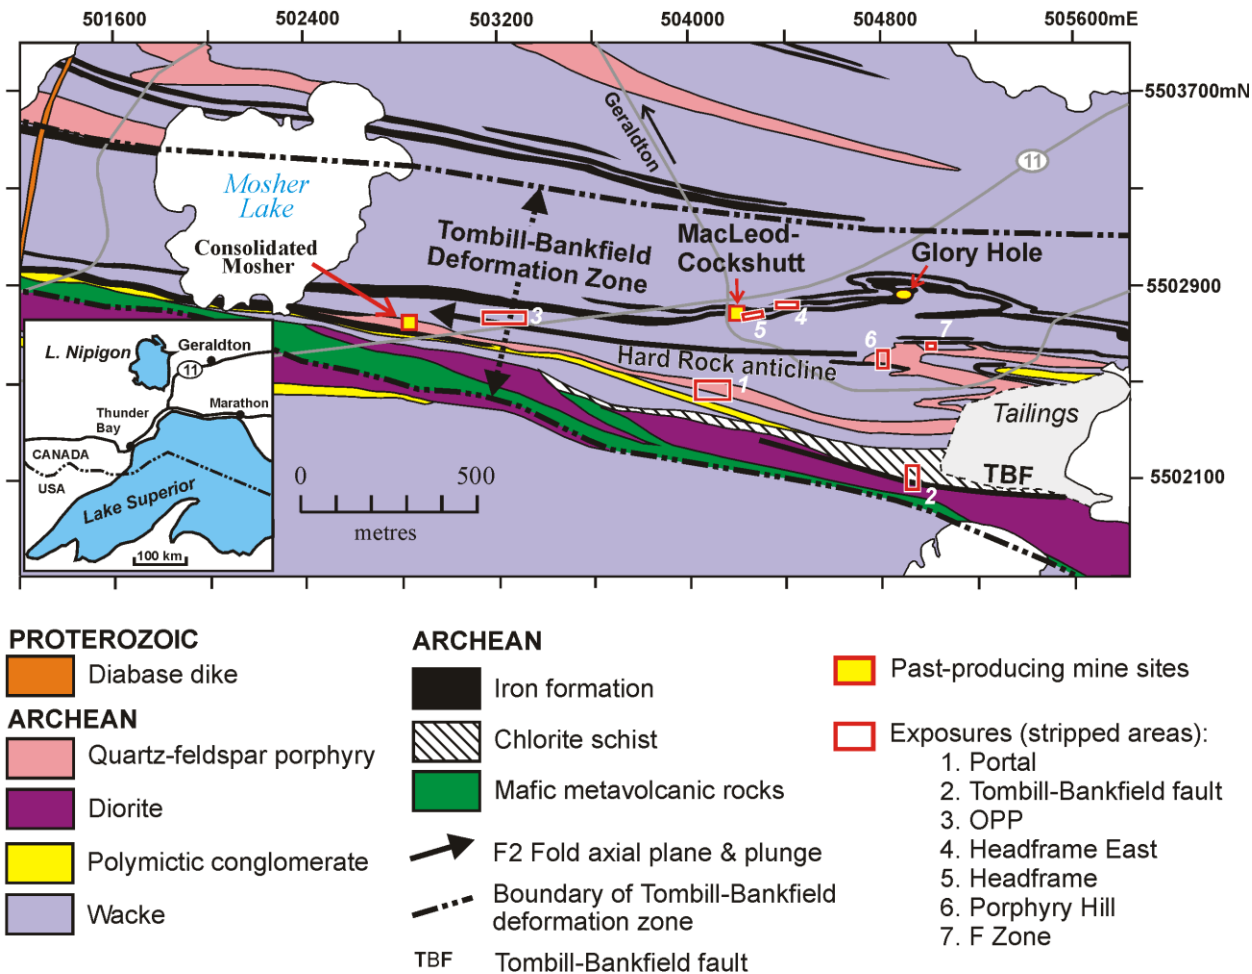 501600 502400 503200 504000 504800 505600mE
5503700mN
Geraldton
11
Mosher
Lake
Consolidated
Mosher
Tombill-Bankfield
Deformation Zone
MacLeod-
Cockshutt
Glory Hole
5502900
3
5
4
6
7
Hard Rock anticline
1
L. Nipigon
Geraldton
11
Thunder
Bay
Marathon
CANADA
USA
Lake Superior
100 km
0 500
metres
Tailings
TBF
2
5502100
PROTEROZOIC
Diabase dike
ARCHEAN
Quartz-feldspar porphyry
Diorite
Polymictic conglomerate
Wacke
ARCHEAN
Iron formation
Chlorite schist
Mafic metavolcanic rocks
F2 Fold axial plane & plunge
Boundary of Tombill-Bankfield
deformation zone
TBF Tombill-Bankfield fault
Past-producing mine sites
Exposures (stripped areas):
1. Portal
2. Tombill-Bankfield fault
3. OPP
4. Headframe East
5. Headframe
6. Porphyry Hill
7. F Zone